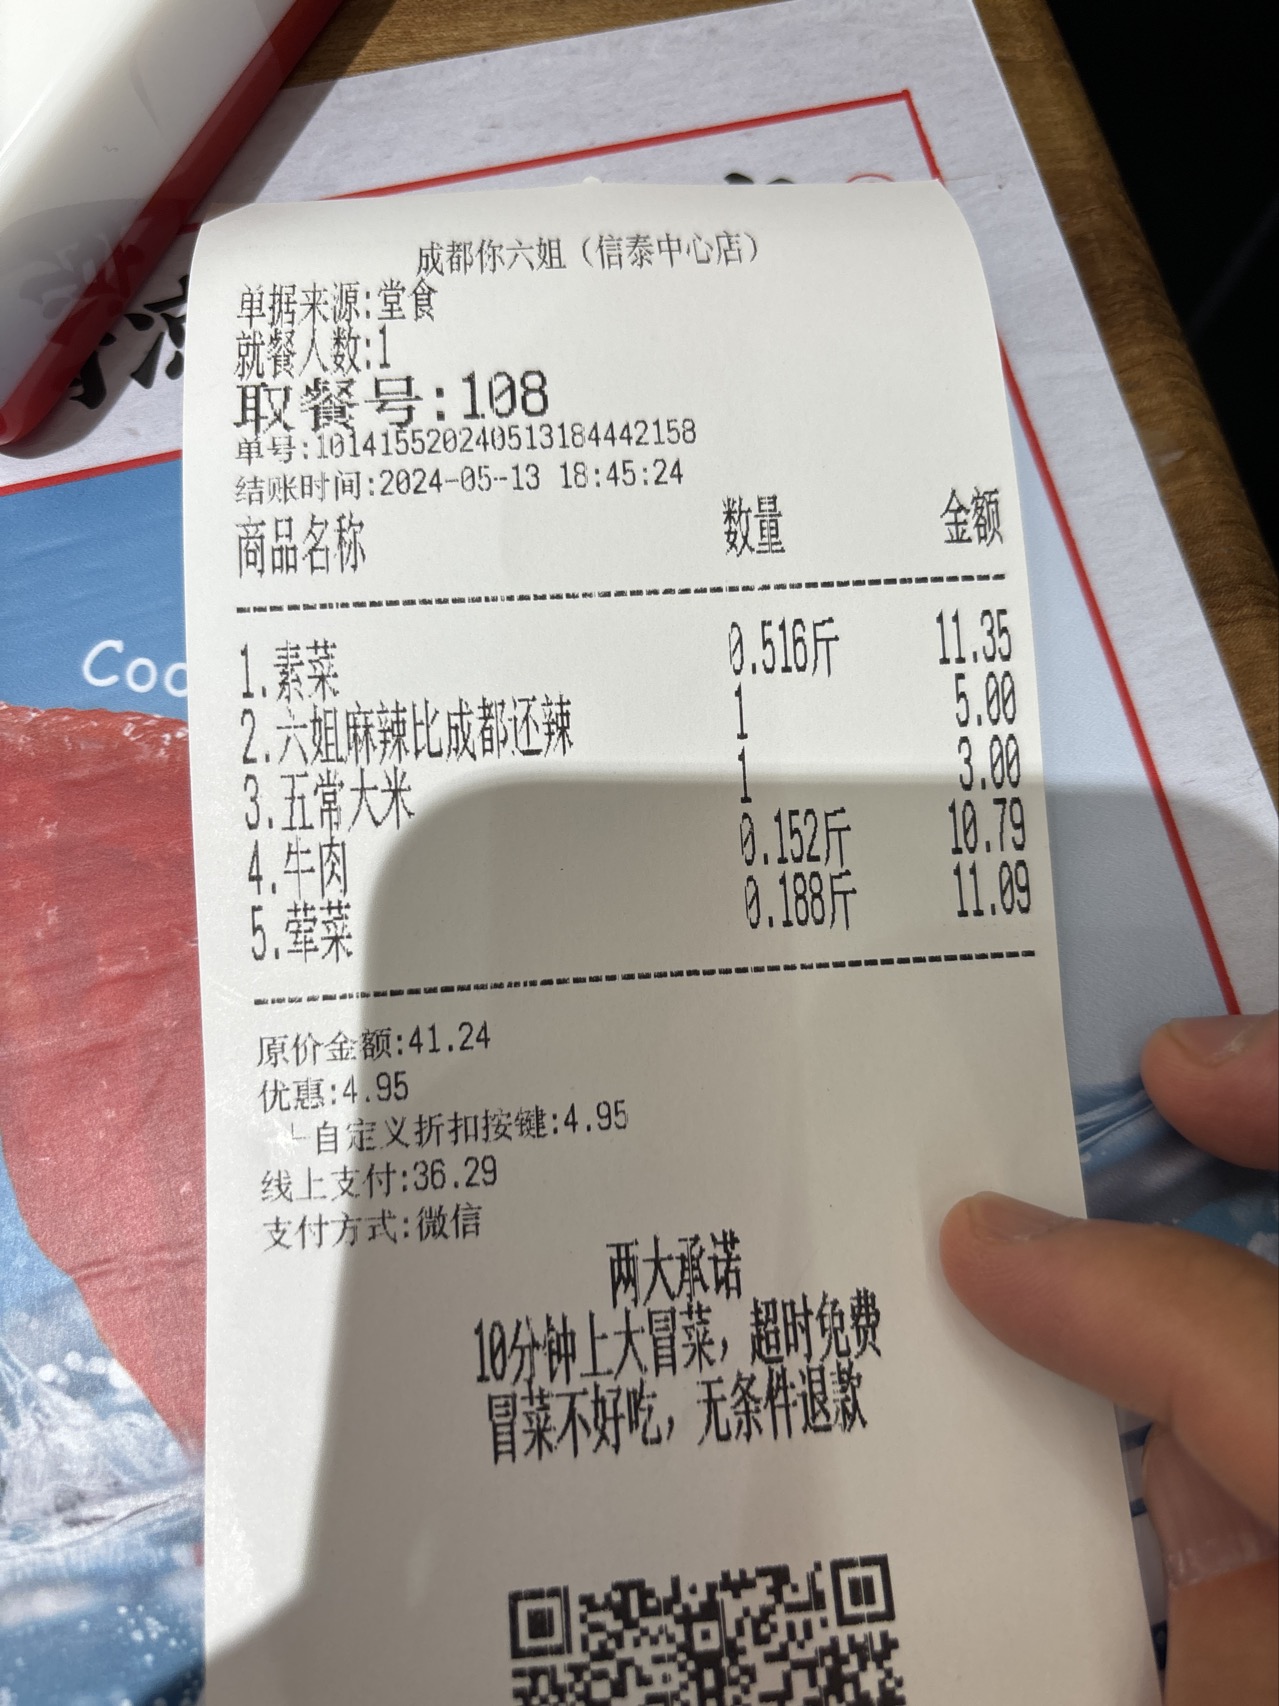 Coo
成都你六姐（信泰中心店）
单据来源:堂食
就餐人数:1
取餐号:108
单号:10141552024051318444​2158
结账时间:2024-05-13 18:45:24
商品名称 数量 金额
1.素菜 0.516斤 11.35
2.六姐麻辣比成都还辣 1 5.00
3.五常大米 1 3.00
4.牛肉 0.152斤 10.79
5.荤菜 0.188斤 11.09
原价金额:41.24
优惠:4.95
自定义折扣按键:4.95
线上支付:36.29
支付方式:微信
两大承诺
10分钟上大冒菜，超时免费
冒菜不好吃，无条件退款